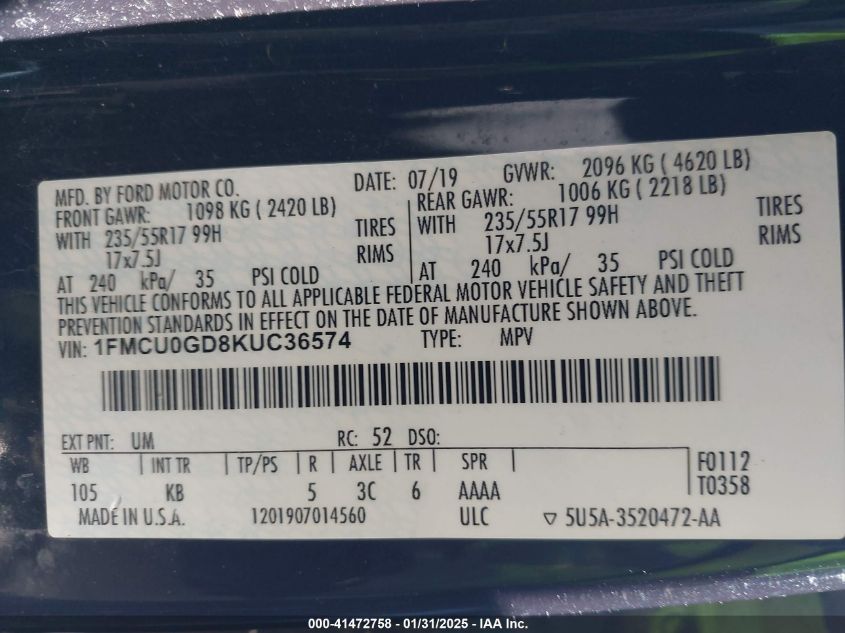 MFD. BY FORD MOTOR CO. DATE: 07/19 GVWR: 2096 KG ( 4620 LB)
FRONT GAWR: 1098 KG ( 2420 LB) REAR GAWR: 1006 KG ( 2218 LB)
WITH 235/55R17 99H TIRES WITH 235/55R17 99H TIRES
17x7.5J RIMS 17x7.5J RIMS
AT 240 kPa/ 35 PSI COLD AT 240 kPa/ 35 PSI COLD
THIS VEHICLE CONFORMS TO ALL APPLICABLE FEDERAL MOTOR VEHICLE SAFETY AND THEFT
PREVENTION STANDARDS IN EFFECT ON THE DATE OF MANUFACTURE SHOWN ABOVE.
VIN: 1FMCU0GD8KUC36574 TYPE: MPV
EXT PNT: UM RC: 52 DSO:
WB INT TR TP/PS R AXLE TR SPR F0112
105 KB 5 3C 6 AAAA T0358
MADE IN U.S.A. 1201907014560 ULC ▽ 5U5A-3520472-AA
000-41472758 - 01/31/2025 - IAA Inc.